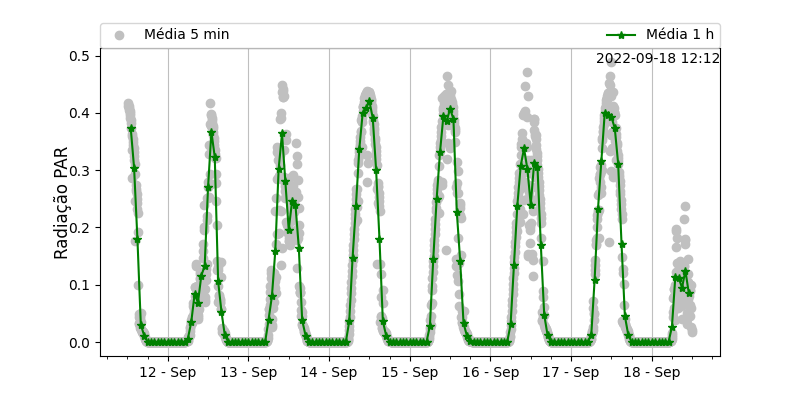 Média 5 min
Média 1 h
2022-09-18 12:12
Radiação PAR
0.5
0.4
0.3
0.2
0.1
0.0
12 - Sep
13 - Sep
14 - Sep
15 - Sep
16 - Sep
17 - Sep
18 - Sep